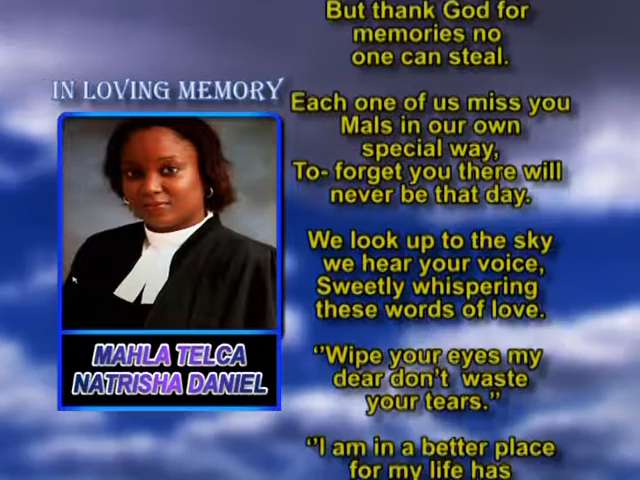 IN LOVING MEMORY
MAHLA TELCA
NATRISHA DANIEL
But thank God for
memories no
one can steal.
Each one of us miss you
Mals in our own
special way,
To- forget you there will
never be that day.
We look up to the sky
we hear your voice,
Sweetly whispering
these words of love.
‘’Wipe your eyes my
dear don’t waste
your tears.’’
‘’I am in a better place
for my life has